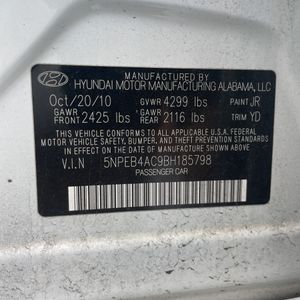 MANUFACTURED BY
HYUNDAI MOTOR MANUFACTURING ALABAMA, LLC
Oct/20/10 GVWR 4299 lbs PAINT JR
GAWR FRONT 2425 lbs GAWR REAR 2116 lbs TRIM YD
THIS VEHICLE CONFORMS TO ALL APPLICABLE U.S. FEDERAL
MOTOR VEHICLE SAFETY, BUMPER, AND THEFT PREVENTION STANDARDS
IN EFFECT ON THE DATE OF MANUFACTURE SHOWN ABOVE.
V.I.N 5NPEB4AC9BH185798
PASSENGER CAR